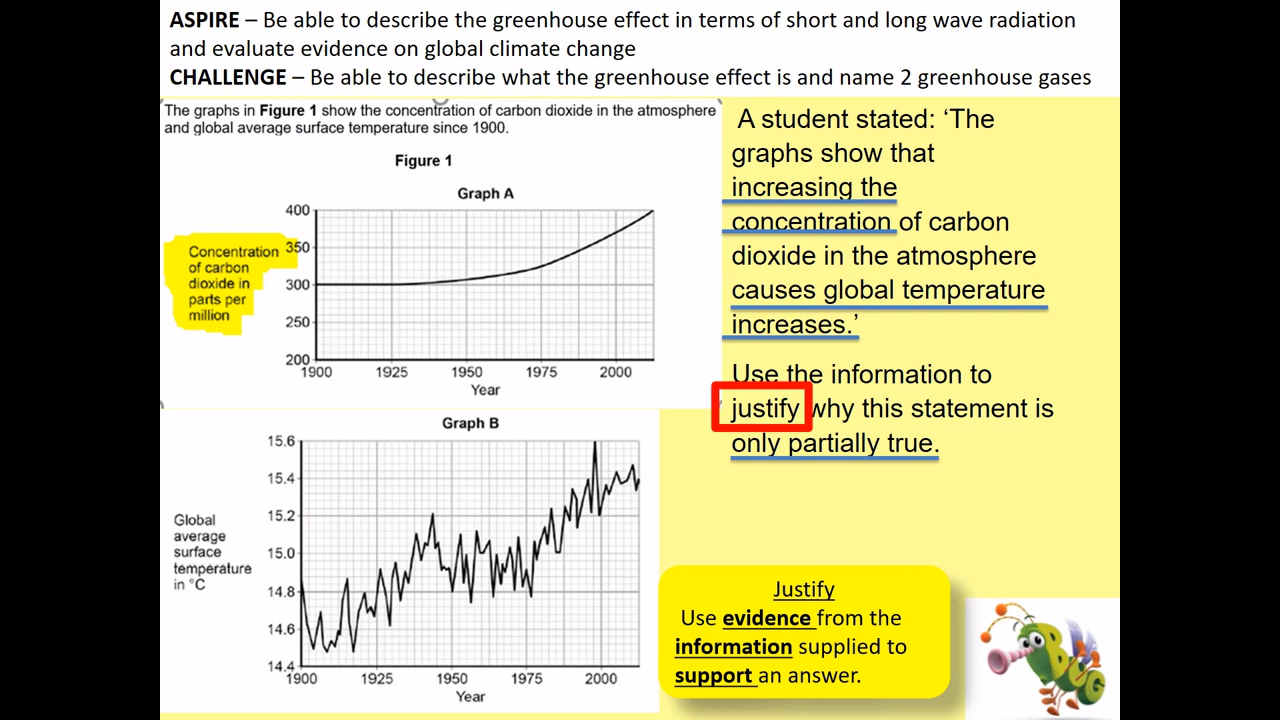 ASPIRE – Be able to describe the greenhouse effect in terms of short and long wave radiation
and evaluate evidence on global climate change
CHALLENGE – Be able to describe what the greenhouse effect is and name 2 greenhouse gases
The graphs in Figure 1 show the concentration of carbon dioxide in the atmosphere
and global average surface temperature since 1900.
Figure 1
Graph A
400
350
300
250
200
Concentration
of carbon
dioxide in
parts per
million
1900 1925 1950 1975 2000
Year
Graph B
15.6
15.4
15.2
15.0
14.8
14.6
14.4
Global
average
surface
temperature
in °C
1900 1925 1950 1975 2000
Year
A student stated: ‘The
graphs show that
increasing the
concentration of carbon
dioxide in the atmosphere
causes global temperature
increases.’
Use the information to
justify why this statement is
only partially true.
Justify
Use evidence from the
information supplied to
support an answer.
BUG